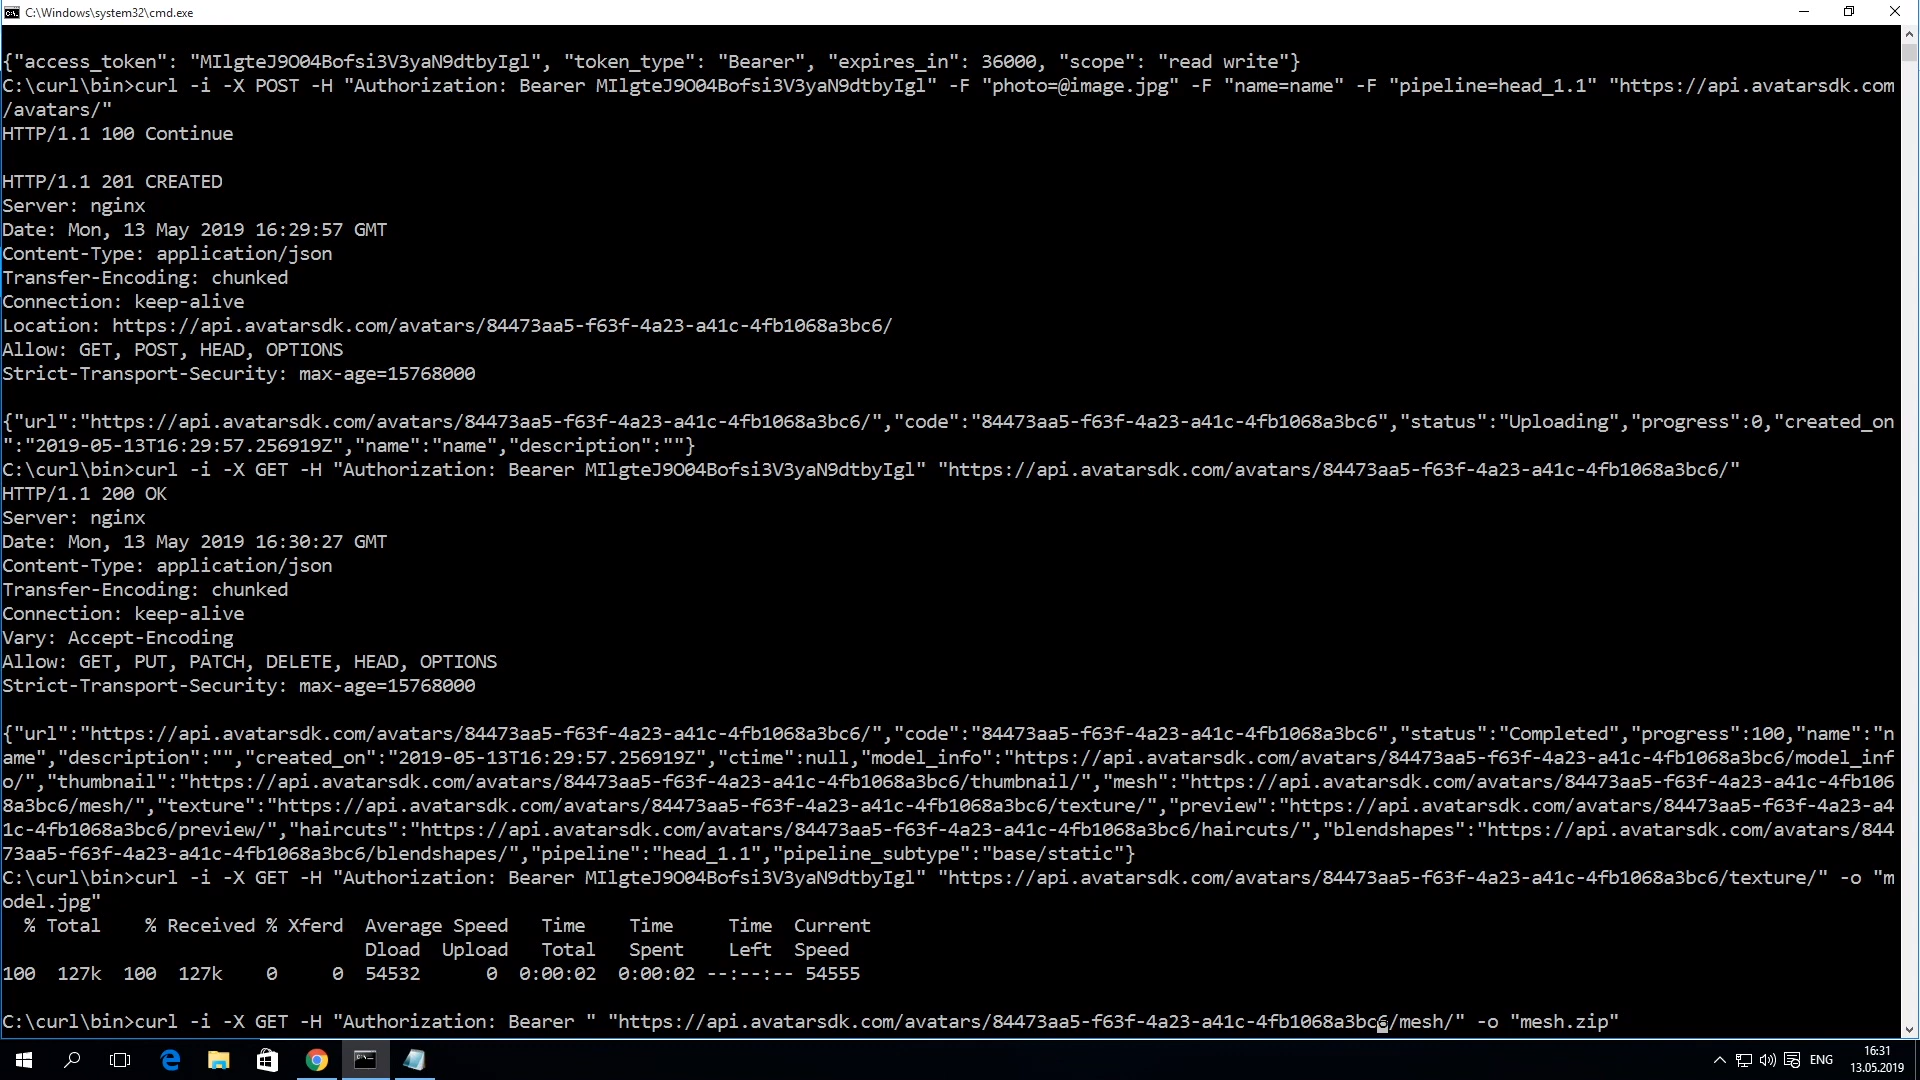 C:\Windows\system32\cmd.exe
{"access_token": "MIlgteJ9O04Bofsi3V3yaN9dtbyIgl", "token_type": "Bearer", "expires_in": 36000, "scope": "read write"}
C:\curl\bin>curl -i -X POST -H "Authorization: Bearer MIlgteJ9O04Bofsi3V3yaN9dtbyIgl" -F "photo=@image.jpg" -F "name=name" -F "pipeline=head_1.1" "https://api.avatarsdk.com
/avatars/"
HTTP/1.1 100 Continue
HTTP/1.1 201 CREATED
Server: nginx
Date: Mon, 13 May 2019 16:29:57 GMT
Content-Type: application/json
Transfer-Encoding: chunked
Connection: keep-alive
Location: https://api.avatarsdk.com/avatars/84473aa5-f63f-4a23-a41c-4fb1068a3bc6/
Allow: GET, POST, HEAD, OPTIONS
Strict-Transport-Security: max-age=15768000
{"url":"https://api.avatarsdk.com/avatars/84473aa5-f63f-4a23-a41c-4fb1068a3bc6/","code":"84473aa5-f63f-4a23-a41c-4fb1068a3bc6","status":"Uploading","progress":0,"created_on
":"2019-05-13T16:29:57.256919Z","name":"name","description":""}
C:\curl\bin>curl -i -X GET -H "Authorization: Bearer MIlgteJ9O04Bofsi3V3yaN9dtbyIgl" "https://api.avatarsdk.com/avatars/84473aa5-f63f-4a23-a41c-4fb1068a3bc6/"
HTTP/1.1 200 OK
Server: nginx
Date: Mon, 13 May 2019 16:30:27 GMT
Content-Type: application/json
Transfer-Encoding: chunked
Connection: keep-alive
Vary: Accept-Encoding
Allow: GET, PUT, PATCH, DELETE, HEAD, OPTIONS
Strict-Transport-Security: max-age=15768000
{"url":"https://api.avatarsdk.com/avatars/84473aa5-f63f-4a23-a41c-4fb1068a3bc6/","code":"84473aa5-f63f-4a23-a41c-4fb1068a3bc6","status":"Completed","progress":100,"name":"n
ame","description":"","created_on":"2019-05-13T16:29:57.256919Z","ctime":null,"model_info":"https://api.avatarsdk.com/avatars/84473aa5-f63f-4a23-a41c-4fb1068a3bc6/model_inf
o/","thumbnail":"https://api.avatarsdk.com/avatars/84473aa5-f63f-4a23-a41c-4fb1068a3bc6/thumbnail/","mesh":"https://api.avatarsdk.com/avatars/84473aa5-f63f-4a23-a41c-4fb106
8a3bc6/mesh/","texture":"https://api.avatarsdk.com/avatars/84473aa5-f63f-4a23-a41c-4fb1068a3bc6/texture/","preview":"https://api.avatarsdk.com/avatars/84473aa5-f63f-4a23-a4
1c-4fb1068a3bc6/preview/","haircuts":"https://api.avatarsdk.com/avatars/84473aa5-f63f-4a23-a41c-4fb1068a3bc6/haircuts/","blendshapes":"https://api.avatarsdk.com/avatars/844
73aa5-f63f-4a23-a41c-4fb1068a3bc6/blendshapes/","pipeline":"head_1.1","pipeline_subtype":"base/static"}
C:\curl\bin>curl -i -X GET -H "Authorization: Bearer MIlgteJ9O04Bofsi3V3yaN9dtbyIgl" "https://api.avatarsdk.com/avatars/84473aa5-f63f-4a23-a41c-4fb1068a3bc6/texture/" -o "m
odel.jpg"
% Total % Received % Xferd Average Speed Time Time Time Current
Dload Upload Total Spent Left Speed
100 127k 100 127k 0 0 54532 0 0:00:02 0:00:02 --:--:-- 54555
C:\curl\bin>curl -i -X GET -H "Authorization: Bearer " "https://api.avatarsdk.com/avatars/84473aa5-f63f-4a23-a41c-4fb1068a3bc6/mesh/" -o "mesh.zip"
ENG
16:31
13.05.2019